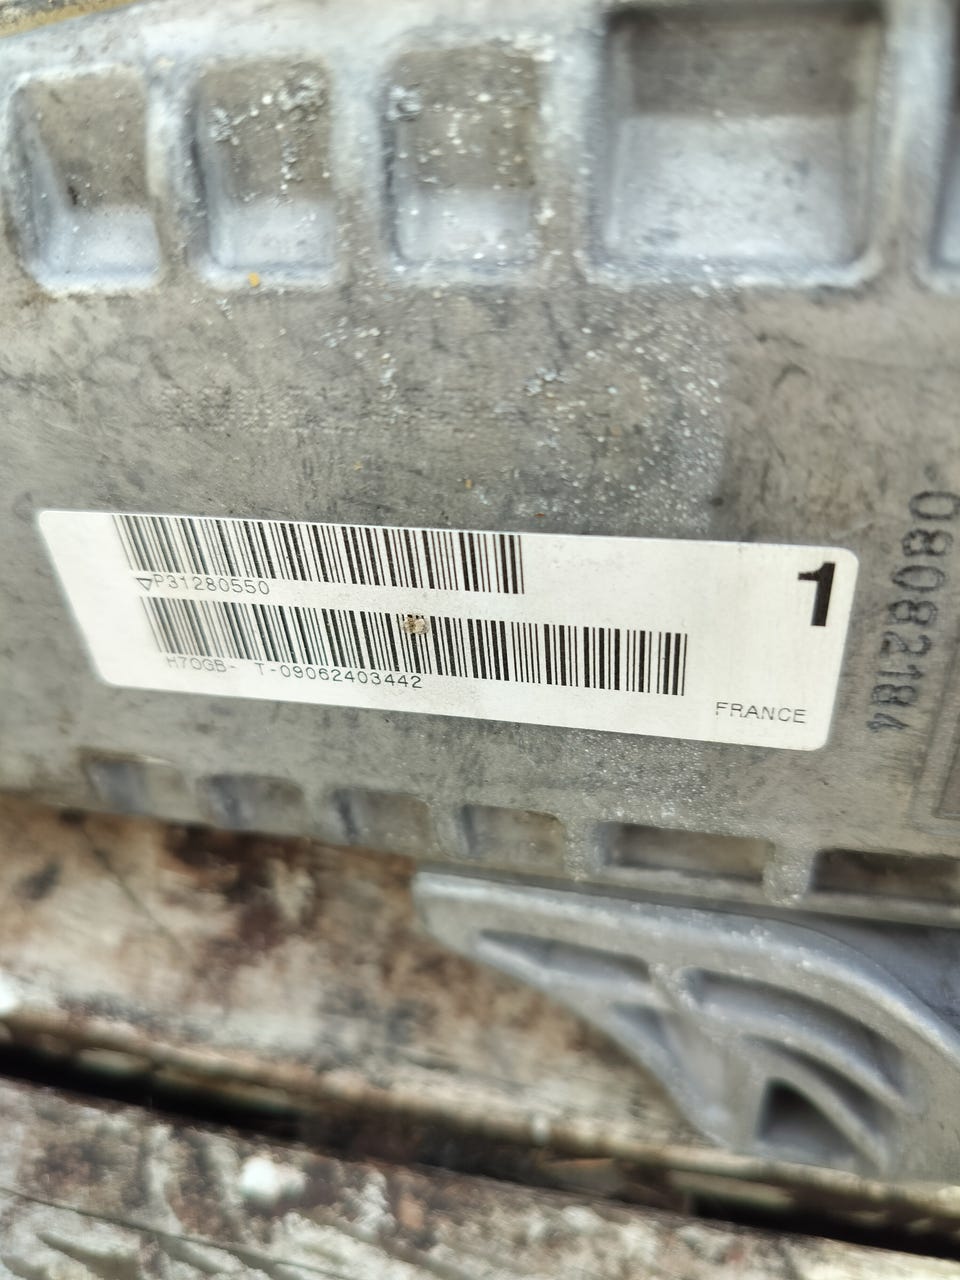 ▽P31280550
H70GB- T-09062403442
1
FRANCE
08082184